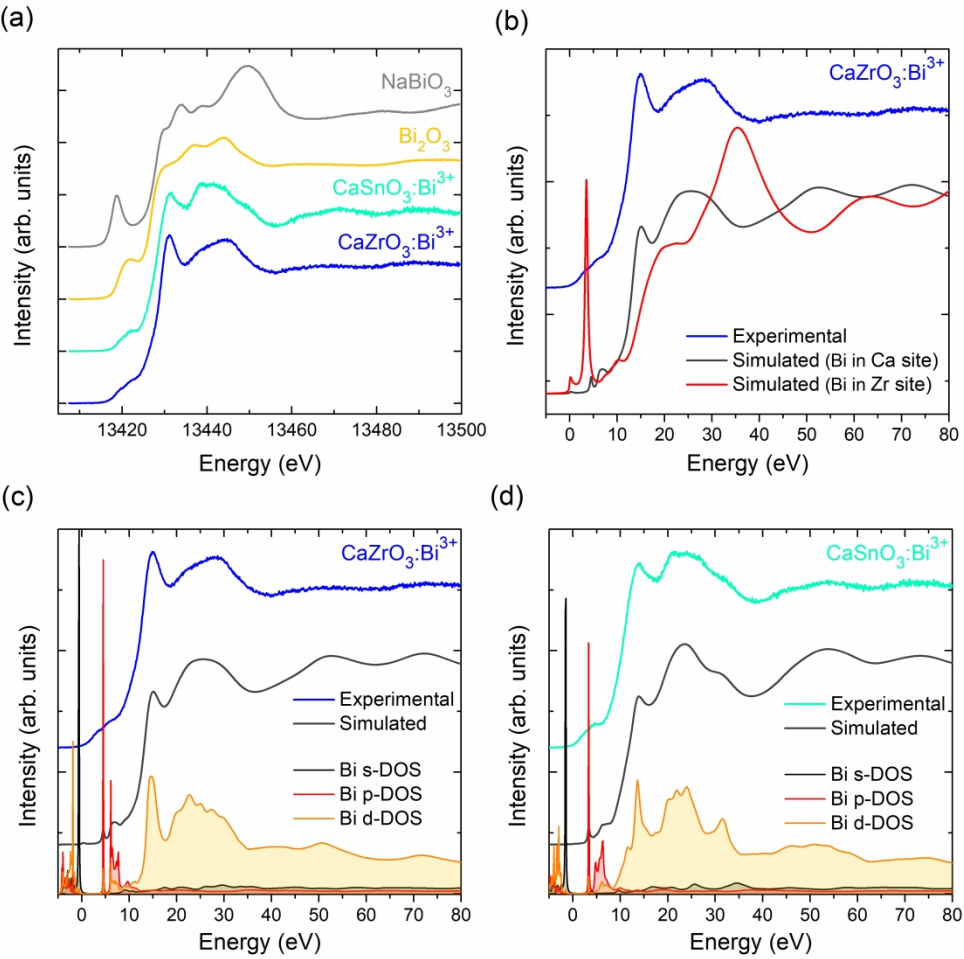 (a)
NaBiO3
Bi2O3
CaSnO3:Bi3+
CaZrO3:Bi3+
Intensity (arb. units)
13420 13440 13460 13480 13500
Energy (eV)
(b)
CaZrO3:Bi3+
Experimental
Simulated (Bi in Ca site)
Simulated (Bi in Zr site)
Intensity (arb. units)
0 10 20 30 40 50 60 70 80
Energy (eV)
(c)
CaZrO3:Bi3+
Experimental
Simulated
Bi s-DOS
Bi p-DOS
Bi d-DOS
Intensity (arb. units)
0 10 20 30 40 50 60 70 80
Energy (eV)
(d)
CaSnO3:Bi3+
Experimental
Simulated
Bi s-DOS
Bi p-DOS
Bi d-DOS
Intensity (arb. units)
0 10 20 30 40 50 60 70 80
Energy (eV)